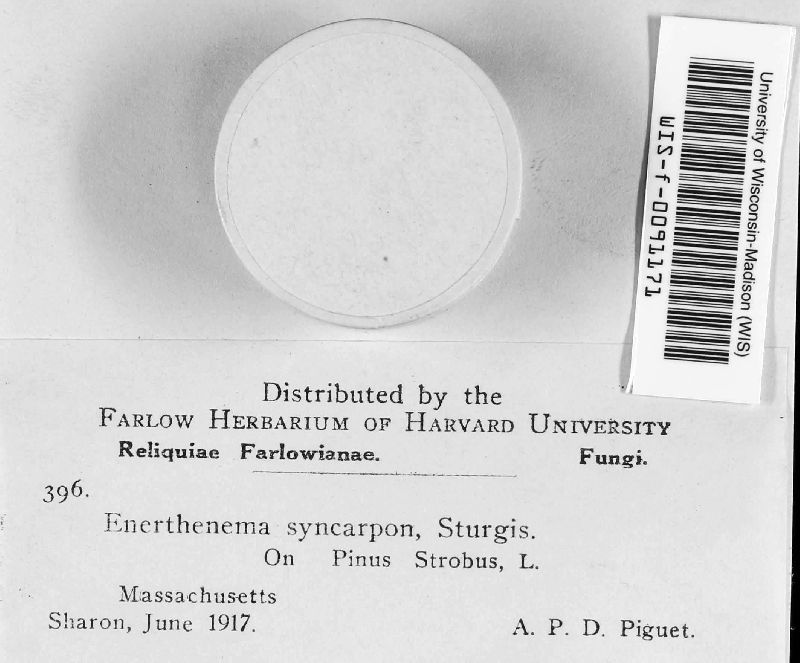 University of Wisconsin-Madison (WIS)
WIS-f-0091171
Distributed by the
FARLOW HERBARIUM OF HARVARD UNIVERSITY
Reliquiae Farlowianae. Fungi.
396.
Enerthenema syncarpon, Sturgis.
On Pinus Strobus, L.
Massachusetts
Sharon, June 1917. A. P. D. Piguet.